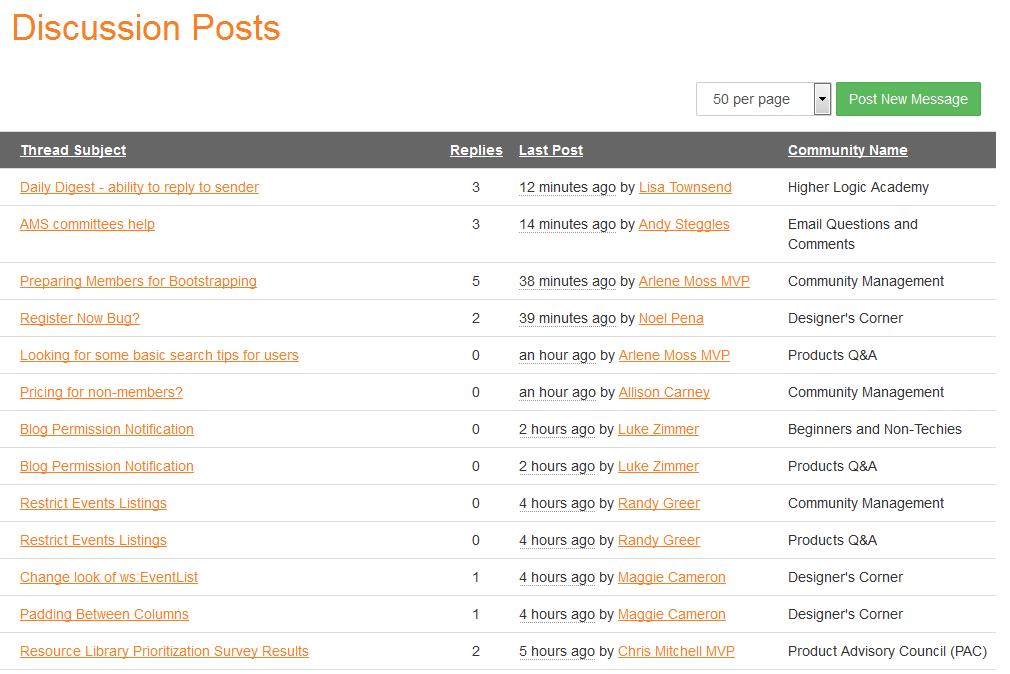 Discussion Posts
50 per page Post New Message
Thread Subject Replies Last Post Community Name
Daily Digest - ability to reply to sender 3 12 minutes ago by Lisa Townsend Higher Logic Academy
AMS committees help 3 14 minutes ago by Andy Steggles Email Questions and
Comments
Preparing Members for Bootstrapping 5 38 minutes ago by Arlene Moss MVP Community Management
Register Now Bug? 2 39 minutes ago by Noel Pena Designer's Corner
Looking for some basic search tips for users 0 an hour ago by Arlene Moss MVP Products Q&A
Pricing for non-members? 0 an hour ago by Allison Carney Community Management
Blog Permission Notification 0 2 hours ago by Luke Zimmer Beginners and Non-Techies
Blog Permission Notification 0 2 hours ago by Luke Zimmer Products Q&A
Restrict Events Listings 0 4 hours ago by Randy Greer Community Management
Restrict Events Listings 0 4 hours ago by Randy Greer Products Q&A
Change look of ws:EventList 1 4 hours ago by Maggie Cameron Designer's Corner
Padding Between Columns 1 4 hours ago by Maggie Cameron Designer's Corner
Resource Library Prioritization Survey Results 2 5 hours ago by Chris Mitchell MVP Product Advisory Council (PAC)